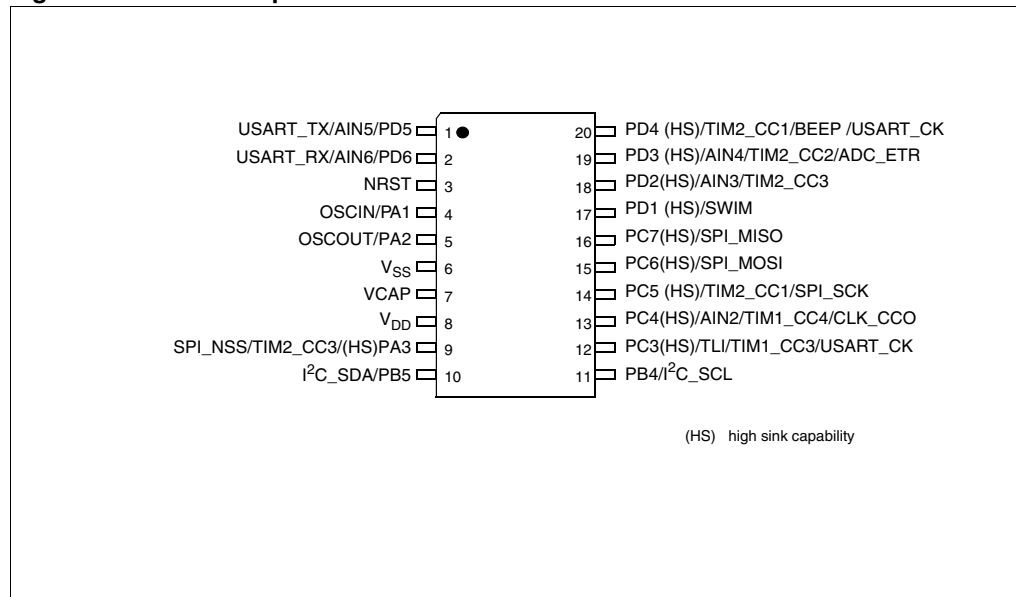 USART_TX/AIN5/PD5 1
USART_RX/AIN6/PD6 2
NRST 3
OSCIN/PA1 4
OSCOUT/PA2 5
VSS 6
VCAP 7
VDD 8
SPI_NSS/TIM2_CC3/(HS)PA3 9
I²C_SDA/PB5 10
20 PD4 (HS)/TIM2_CC1/BEEP /USART_CK
19 PD3 (HS)/AIN4/TIM2_CC2/ADC_ETR
18 PD2(HS)/AIN3/TIM2_CC3
17 PD1 (HS)/SWIM
16 PC7(HS)/SPI_MISO
15 PC6(HS)/SPI_MOSI
14 PC5 (HS)/TIM2_CC1/SPI_SCK
13 PC4(HS)/AIN2/TIM1_CC4/CLK_CCO
12 PC3(HS)/TLI/TIM1_CC3/USART_CK
11 PB4/I²C_SCL
(HS) high sink capability